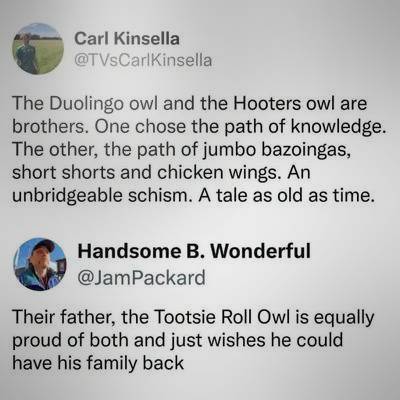 Carl Kinsella
@TVsCarlKinsella
The Duolingo owl and the Hooters owl are
brothers. One chose the path of knowledge.
The other, the path of jumbo bazoingas,
short shorts and chicken wings. An
unbridgeable schism. A tale as old as time.
Handsome B. Wonderful
@JamPackard
Their father, the Tootsie Roll Owl is equally
proud of both and just wishes he could
have his family back